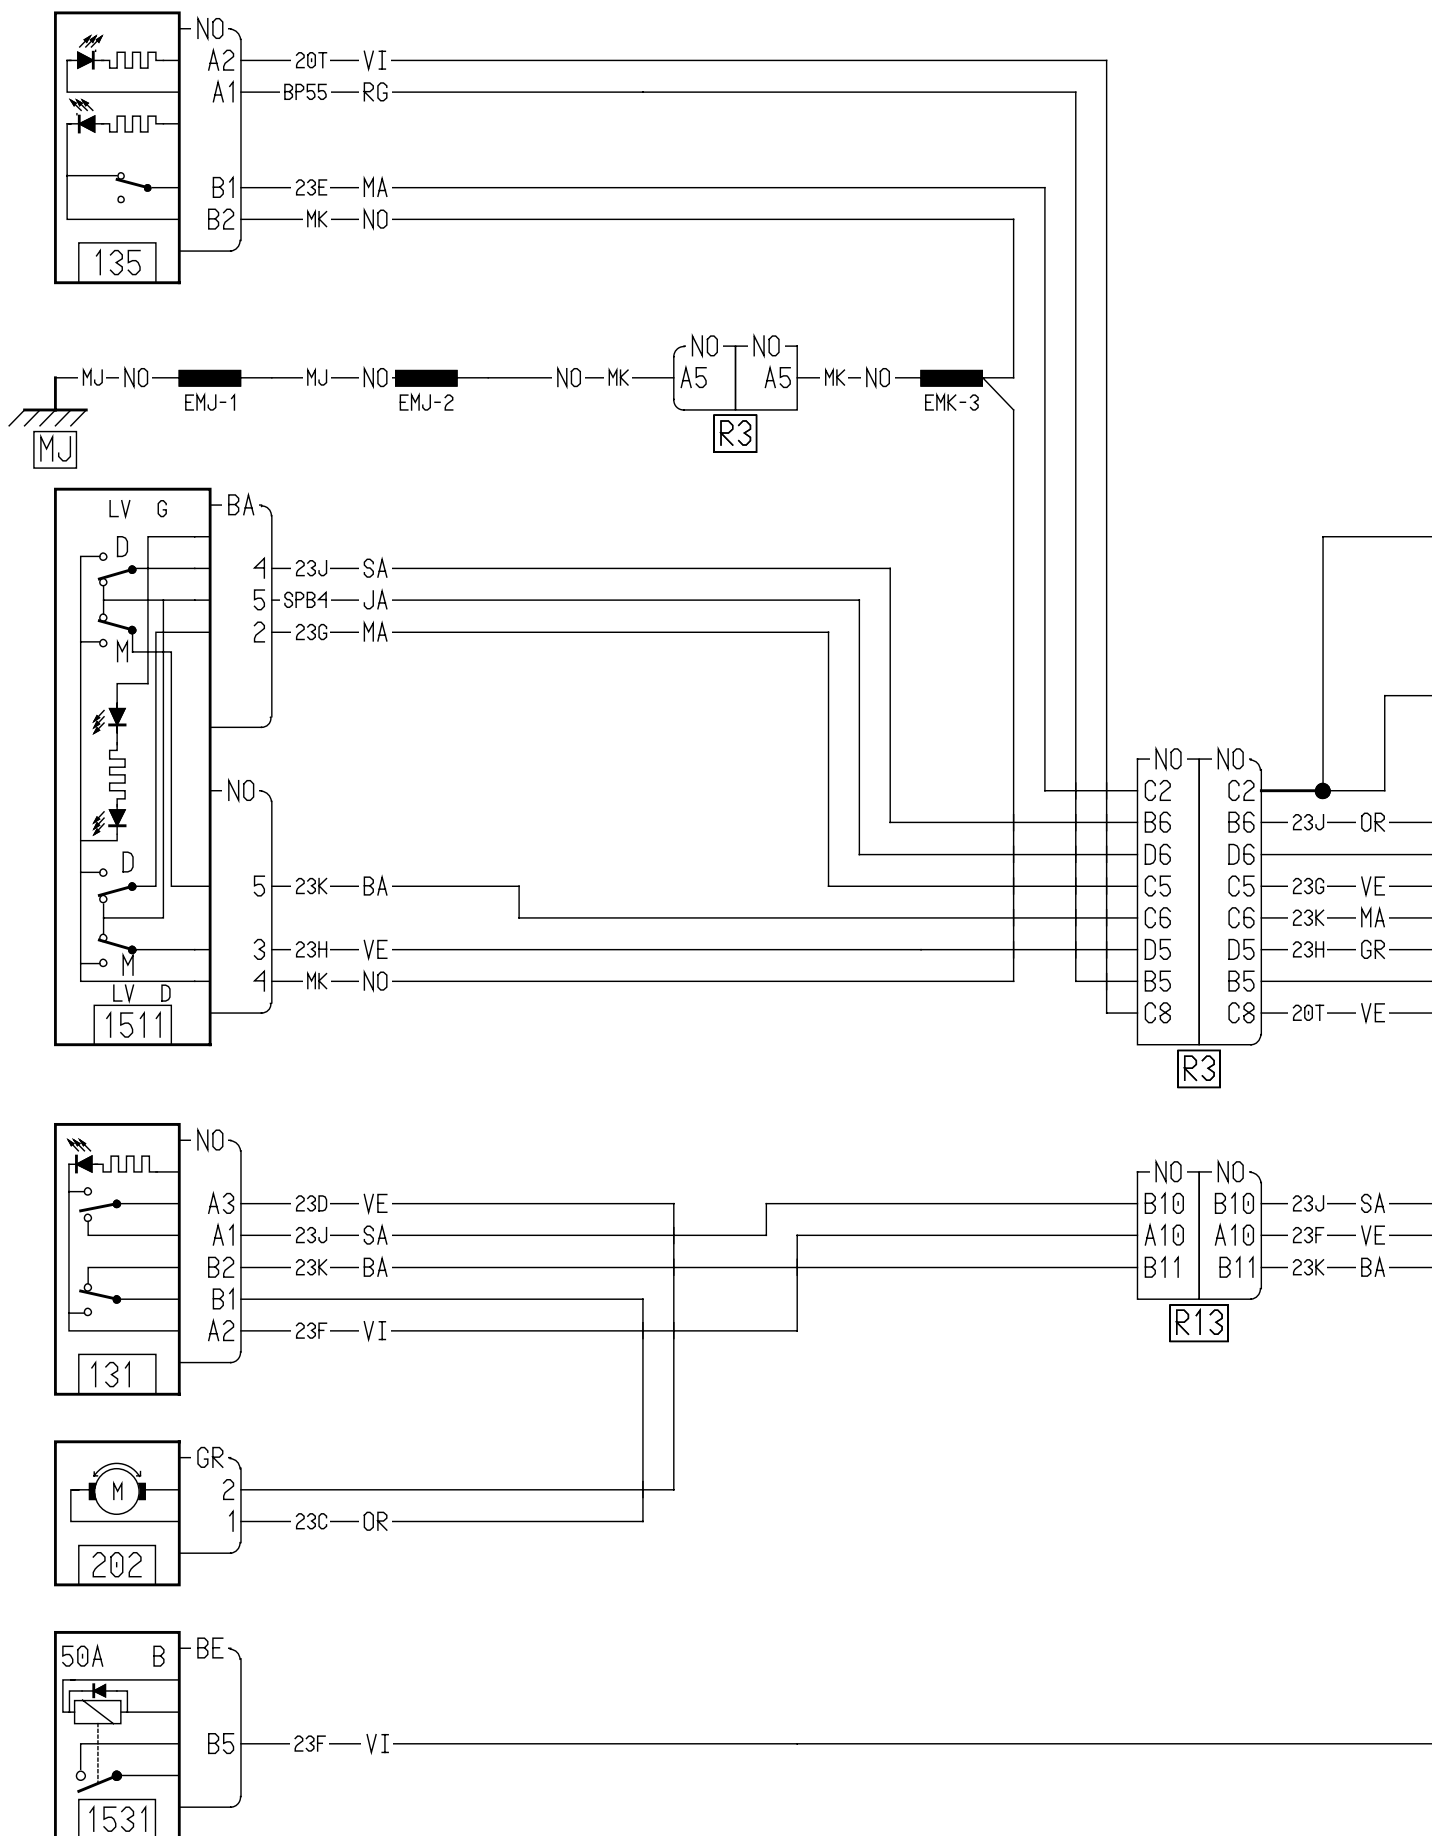 NO
A2 20T VI
A1 BP55 RG
B1 23E MA
B2 MK NO
135
NO NO
MJ NO MJ NO NO MK A5 A5 MK NO
EMJ-1 EMJ-2 EMK-3
R3
MJ
LV G BA
D
4 23J SA
5 SPB4 JA
2 23G MA
M
NO NO NO
C2 C2
B6 B6 23J OR
D6 D6
D
5 23K BA C5 C5 23G VE
C6 C6 23K MA
3 23H VE D5 D5 23H GR
M
4 MK NO B5 B5
LV D
C8 C8 20T VE
1511
R3
NO
NO NO
A3 23D VE B10 B10 23J SA
A1 23J SA A10 A10 23F VE
B2 23K BA B11 B11 23K BA
B1
A2 23F VI
R13
131
GR
M 2
1 23C OR
202
50A B BE
B5 23F VI
1531